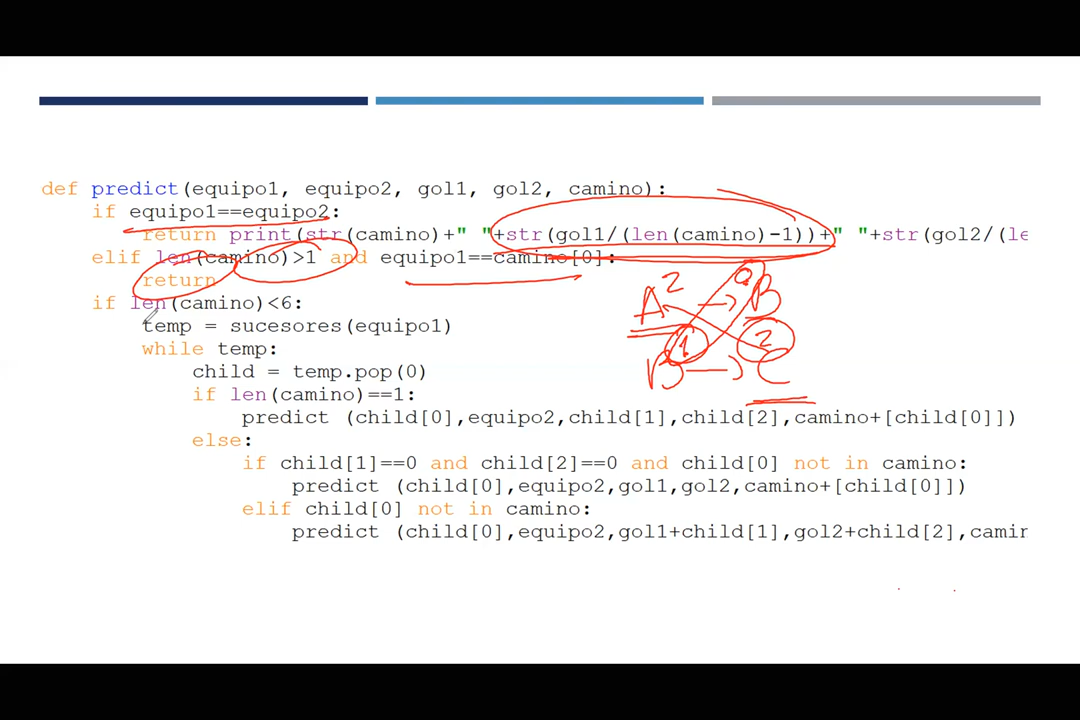 def predict(equipo1, equipo2, gol1, gol2, camino):
if equipo1==equipo2:
return print(str(camino)+" "+str(gol1/(len(camino)-1))+" "+str(gol2/(le
elif len(camino)>1 and equipo1==camino[0]:
return
if len(camino)<6:
temp = sucesores(equipo1)
while temp:
child = temp.pop(0)
if len(camino)==1:
predict (child[0],equipo2,child[1],child[2],camino+[child[0]])
else:
if child[1]==0 and child[2]==0 and child[0] not in camino:
predict (child[0],equipo2,gol1,gol2,camino+[child[0]])
elif child[0] not in camino:
predict (child[0],equipo2,gol1+child[1],gol2+child[2],camin
A 2 → B
1 2
B → C